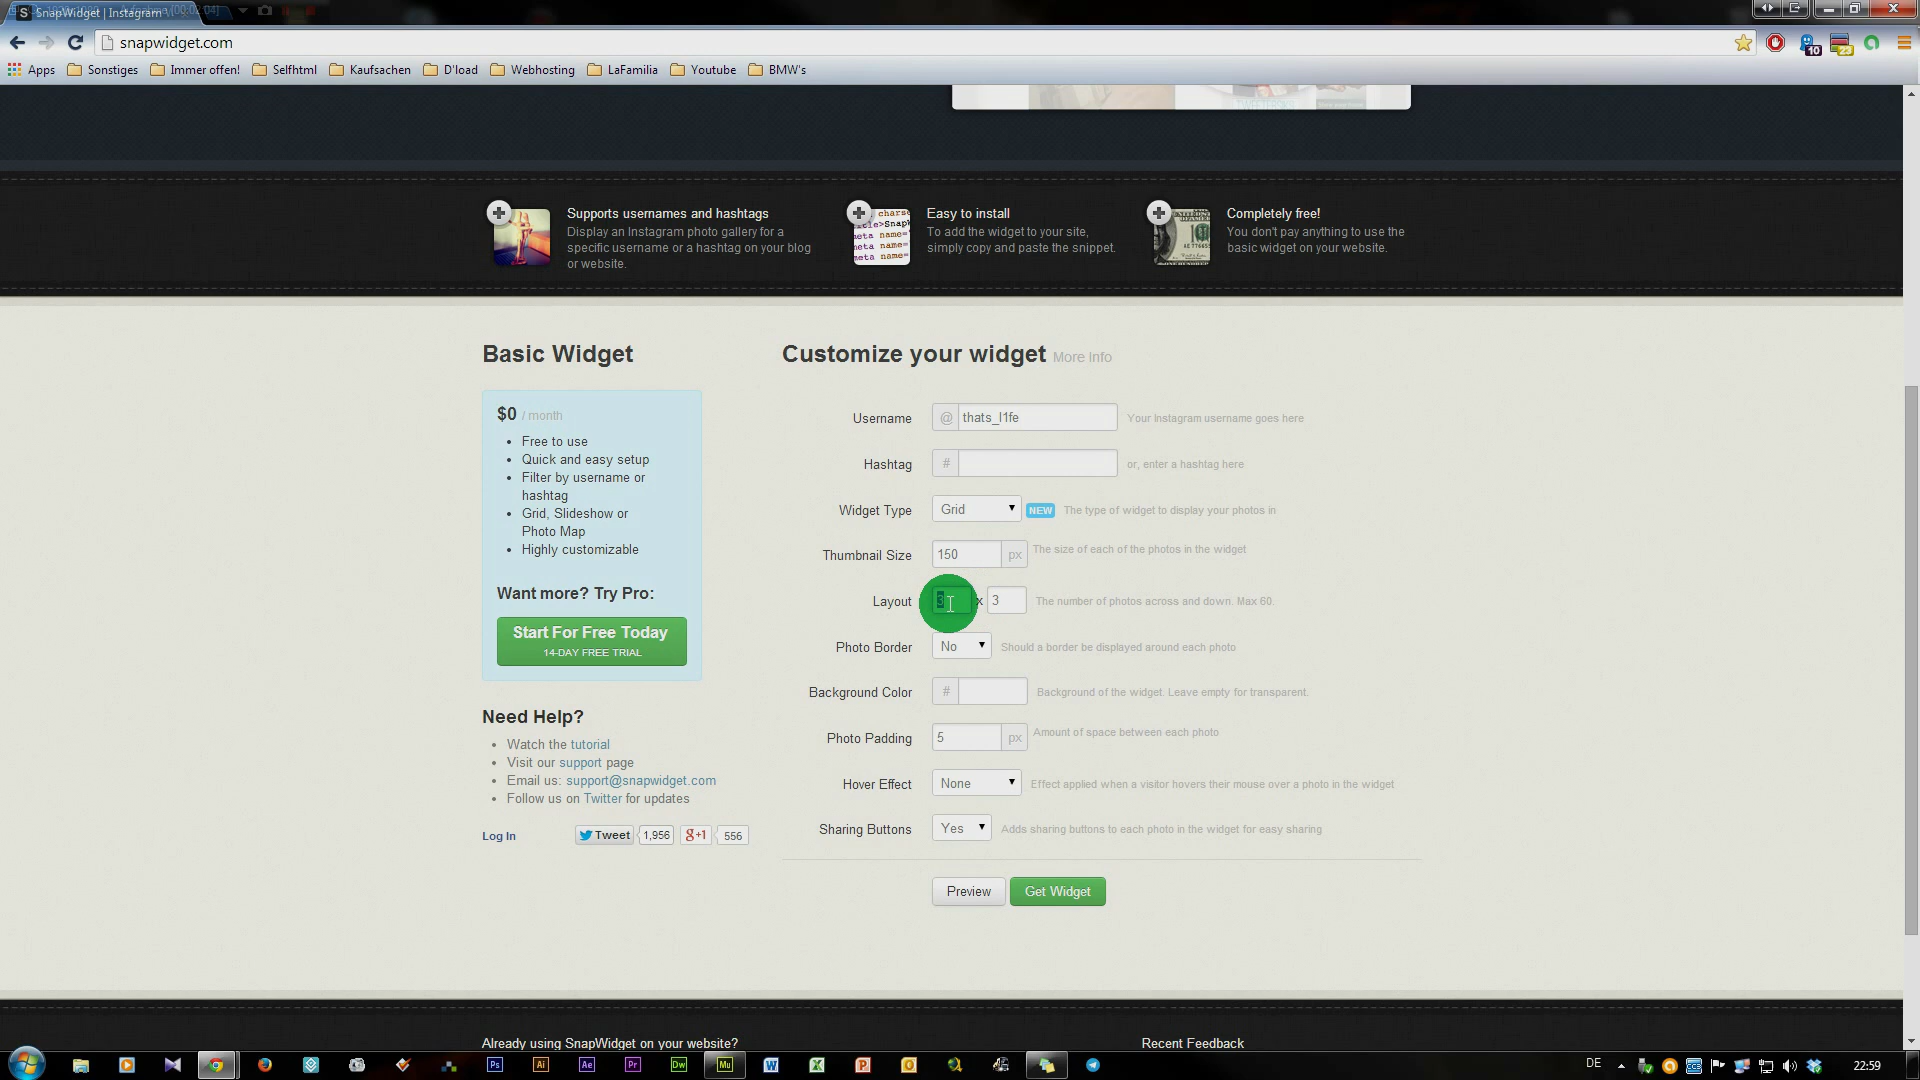 SnapWidget | Instagram
snapwidget.com
10
23
Apps
Sonstiges
Immer offen!
Selfhtml
Kaufsachen
D'load
Webhosting
LaFamilia
Youtube
BMW's
Supports usernames and hashtags
Display an Instagram photo gallery for a
specific username or a hashtag on your blog
or website.
Easy to install
To add the widget to your site,
simply copy and paste the snippet.
Completely free!
You don't pay anything to use the
basic widget on your website.
Basic Widget
$0 / month
Free to use
Quick and easy setup
Filter by username or
hashtag
Grid, Slideshow or
Photo Map
Highly customizable
Want more? Try Pro:
Start For Free Today
14-DAY FREE TRIAL
Need Help?
Watch the tutorial
Visit our support page
Email us: support@snapwidget.com
Follow us on Twitter for updates
Log In
Tweet
1,956
g+1
556
Customize your widget More Info
Username @ thats_l1fe Your Instagram username goes here
Hashtag # or, enter a hashtag here
Widget Type Grid NEW The type of widget to display your photos in
Thumbnail Size 150 px The size of each of the photos in the widget
Layout 3 x 3 The number of photos across and down. Max 60.
Photo Border No Should a border be displayed around each photo
Background Color # Background of the widget. Leave empty for transparent.
Photo Padding 5 px Amount of space between each photo
Hover Effect None Effect applied when a visitor hovers their mouse over a photo in the widget
Sharing Buttons Yes Adds sharing buttons to each photo in the widget for easy sharing
Preview
Get Widget
Already using SnapWidget on your website?
Recent Feedback
Ps
Ai
Ae
Pr
Dw
Mu
DE
22:59